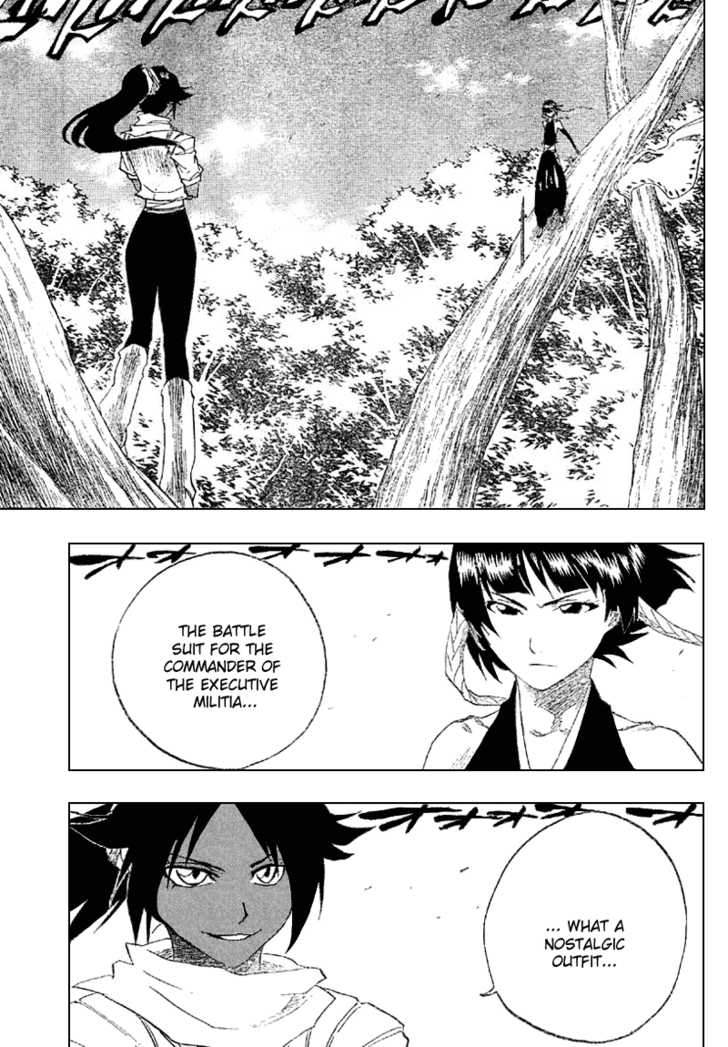 THE BATTLE
SUIT FOR THE
COMMANDER OF
THE EXECUTIVE
MILITIA...
... WHAT A
NOSTALGIC
OUTFIT...